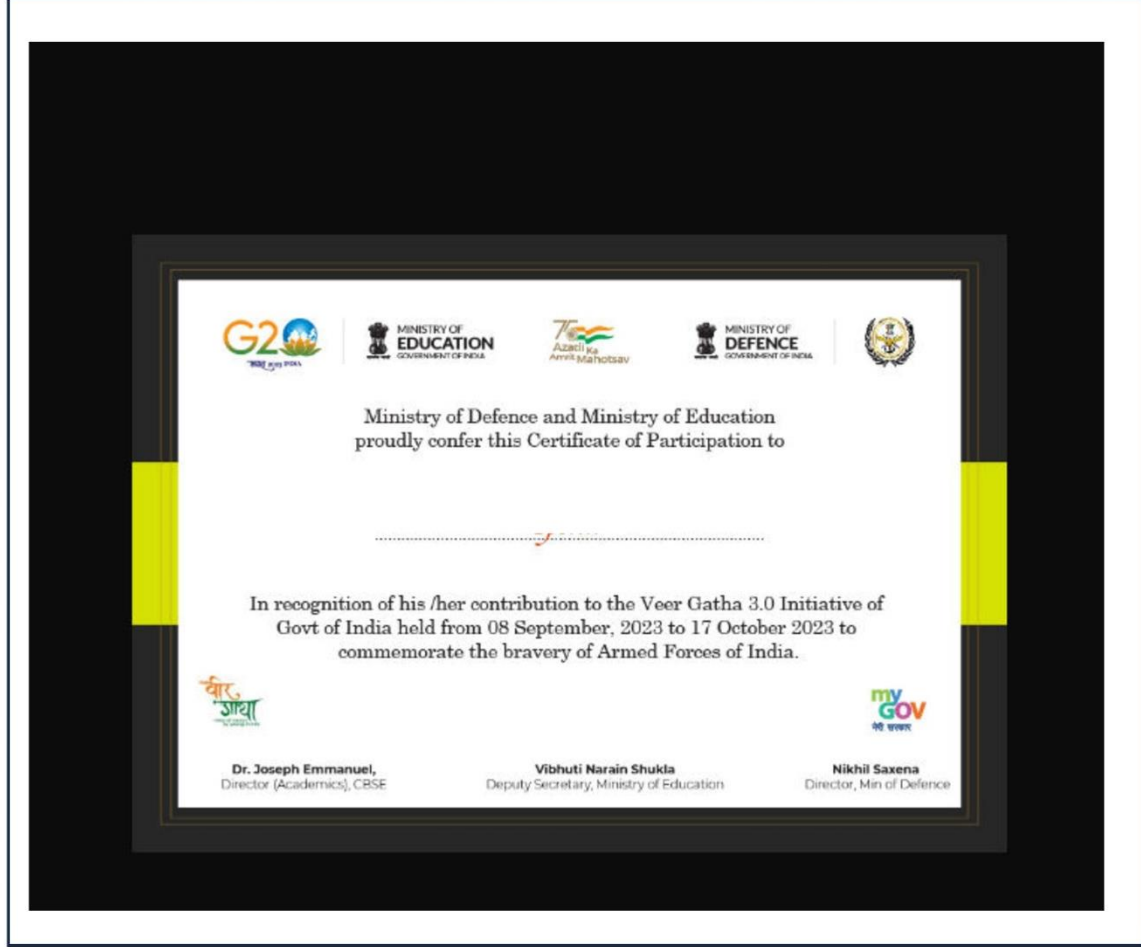 G20
MINISTRY OF
EDUCATION
GOVERNMENT OF INDIA
Azadi Ka
Amrit Mahotsav
MINISTRY OF
DEFENCE
GOVERNMENT OF INDIA
Ministry of Defence and Ministry of Education
proudly confer this Certificate of Participation to
In recognition of his /her contribution to the Veer Gatha 3.0 Initiative of
Govt of India held from 08 September, 2023 to 17 October 2023 to
commemorate the bravery of Armed Forces of India.
वीर
गाथा
my
GOV
मेरी सरकार
Dr. Joseph Emmanuel,
Director (Academics), CBSE
Vibhuti Narain Shukla
Deputy Secretary, Ministry of Education
Nikhil Saxena
Director, Min of Defence